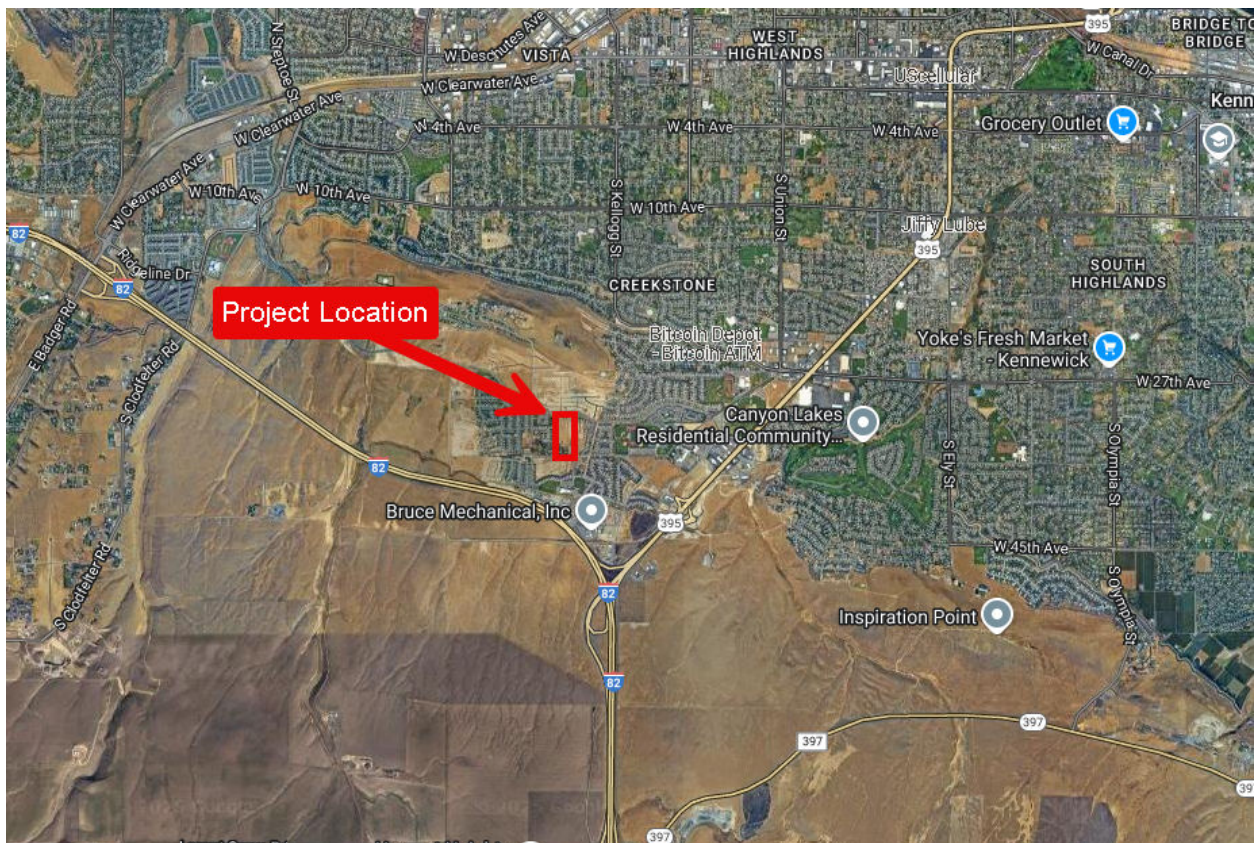 395
BRIDGE TO
BRIDGE
W Canal Dr
N Steptoe St
W Deschutes Ave
VISTA
WEST
HIGHLANDS
W Clearwater Ave
UScellular
Kenn
W Clearwater Ave
W 4th Ave
W 4th Ave
W 4th Ave
Grocery Outlet
W Clearwater Ave
W 10th Ave
W 10th Ave
S Kellogg St
S Union St
W 10th Ave
Jiffy Lube
395
82
Ridgeline Dr
82
CREEKSTONE
SOUTH
HIGHLANDS
Project Location
E Badger Rd
S Clodfelter Rd
Bitcoin Depot
- Bitcoin ATM
Yoke's Fresh Market
- Kennewick
W 27th Ave
Canyon Lakes
Residential Community...
S Ely St
S Olympia St
82
Bruce Mechanical, Inc
395
W 45th Ave
S Clodfelter Rd
82
Inspiration Point
S Olympia St
82
397
397
397
397